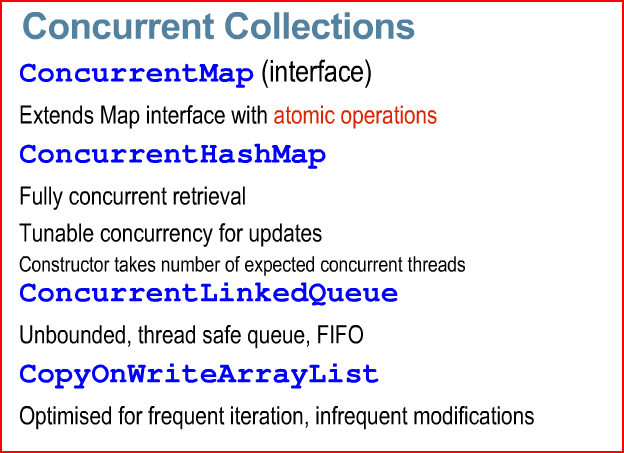 Concurrent Collections
ConcurrentMap (interface)
Extends Map interface with atomic operations
ConcurrentHashMap
Fully concurrent retrieval
Tunable concurrency for updates
Constructor takes number of expected concurrent threads
ConcurrentLinkedQueue
Unbounded, thread safe queue, FIFO
CopyOnWriteArrayList
Optimised for frequent iteration, infrequent modifications